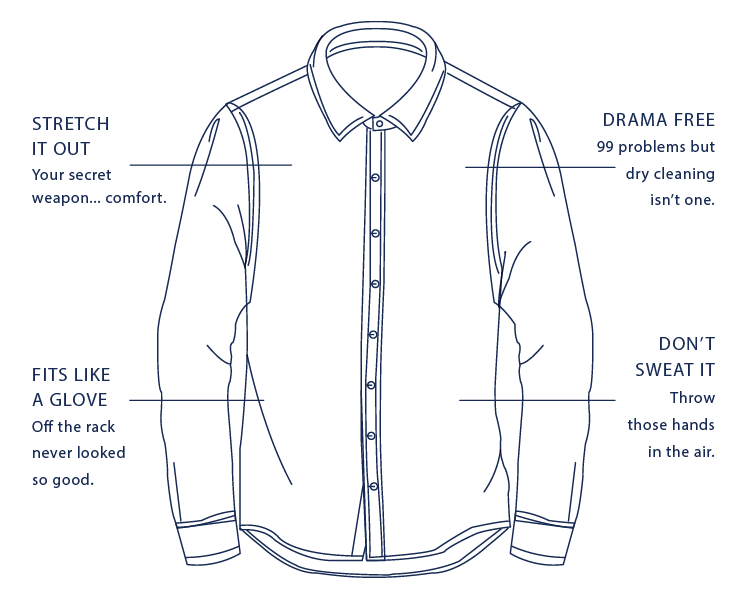 STRETCH
IT OUT
Your secret
weapon... comfort.
DRAMA FREE
99 problems but
dry cleaning
isn’t one.
FITS LIKE
A GLOVE
Off the rack
never looked
so good.
DON’T
SWEAT IT
Throw
those hands
in the air.